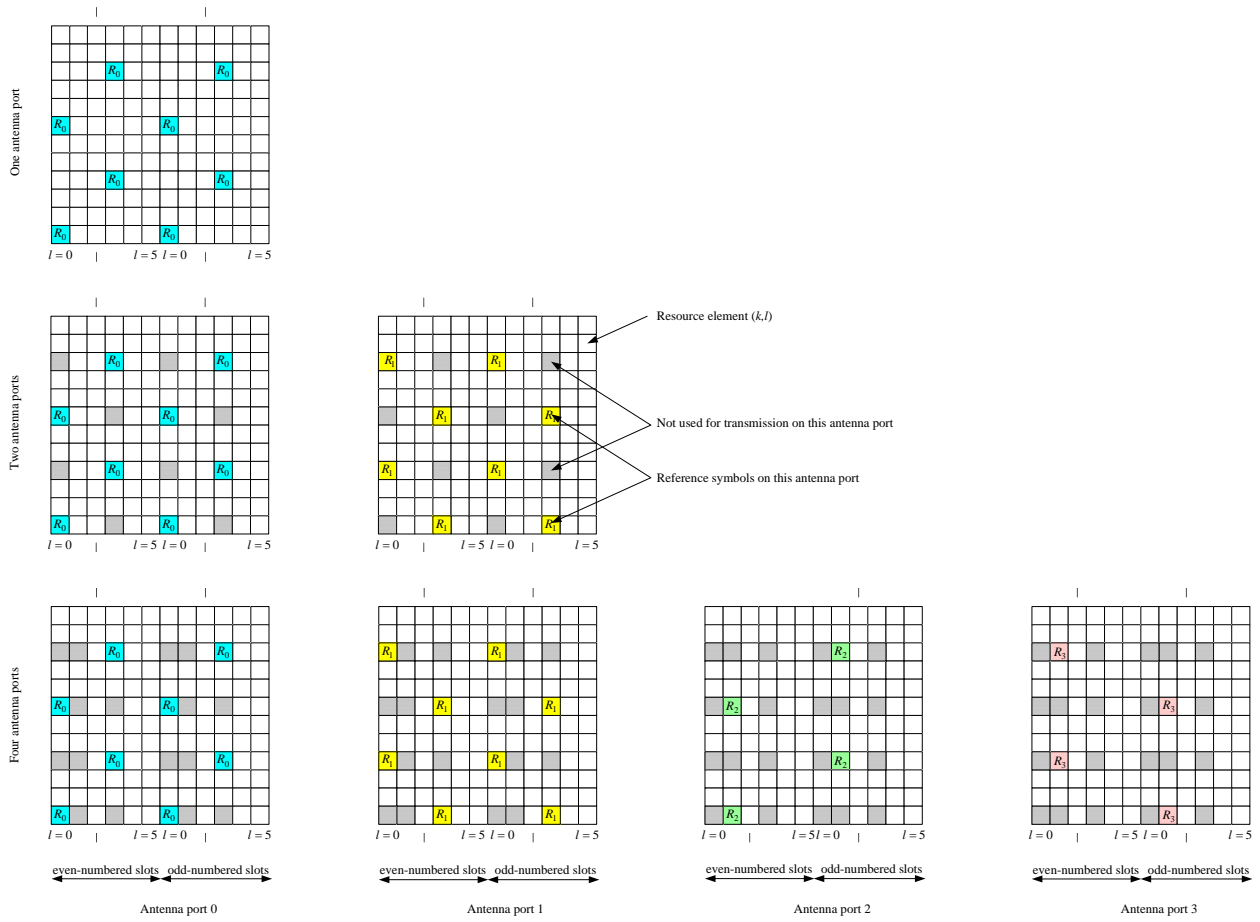 One antenna port
R0 R0
R0 R0
R0 R0
R0 R0
l = 0 l = 5 l = 0 l = 5
Two antenna ports
R0 R0
R0 R0
R0 R0
R0 R0
l = 0 l = 5 l = 0 l = 5
R1 R1
R1 R1
R1 R1
R1 R1
l = 0 l = 5 l = 0 l = 5
Resource element (k,l)
Not used for transmission on this antenna port
Reference symbols on this antenna port
Four antenna ports
R0 R0
R0 R0
R0 R0
R0 R0
l = 0 l = 5 l = 0 l = 5
even-numbered slots odd-numbered slots
Antenna port 0
R1 R1
R1 R1
R1 R1
R1 R1
l = 0 l = 5 l = 0 l = 5
even-numbered slots odd-numbered slots
Antenna port 1
R2
R2
R2
R2
l = 0 l = 5 l = 0 l = 5
even-numbered slots odd-numbered slots
Antenna port 2
R3
R3
R3
R3
l = 0 l = 5 l = 0 l = 5
even-numbered slots odd-numbered slots
Antenna port 3